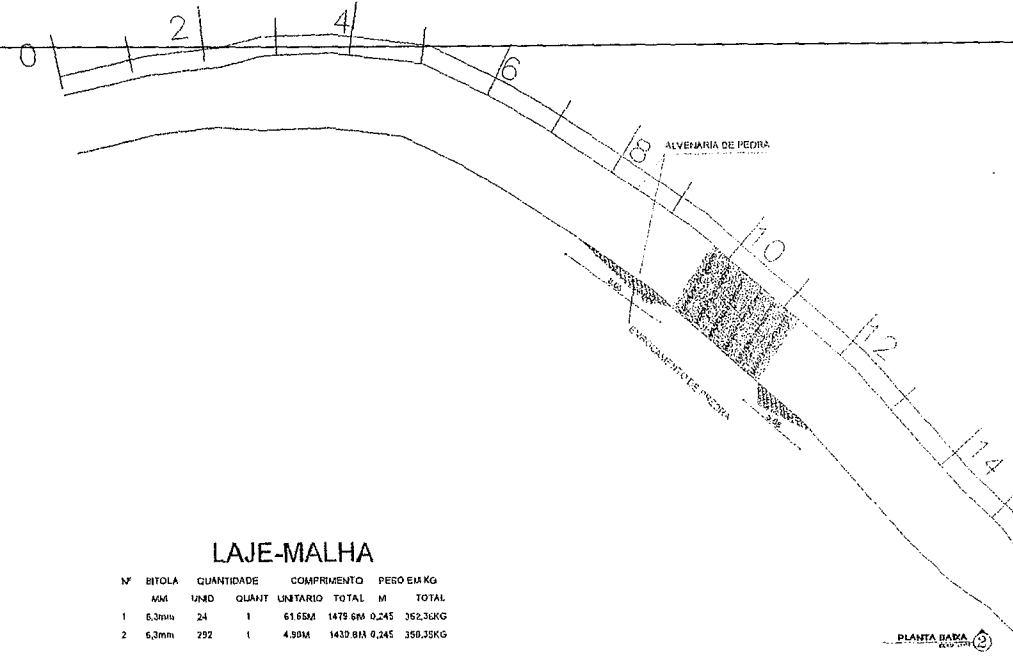 0
2
4
6
8
10
12
14
ALVENARIA DE PEDRA
ENROCAMENTO DE PIEDRA
LAJE-MALHA
Nº BITOLA QUANTIDADE COMPRIMENTO PESO EM KG
MM UNID QUANT UNITARIO TOTAL M TOTAL
1 6,3mm 24 1 61.65M 1479.6M 0,245 362,36KG
2 6,3mm 292 1 4.90M 1430.8M 0,245 350,35KG
PLANTA BAIXA 2